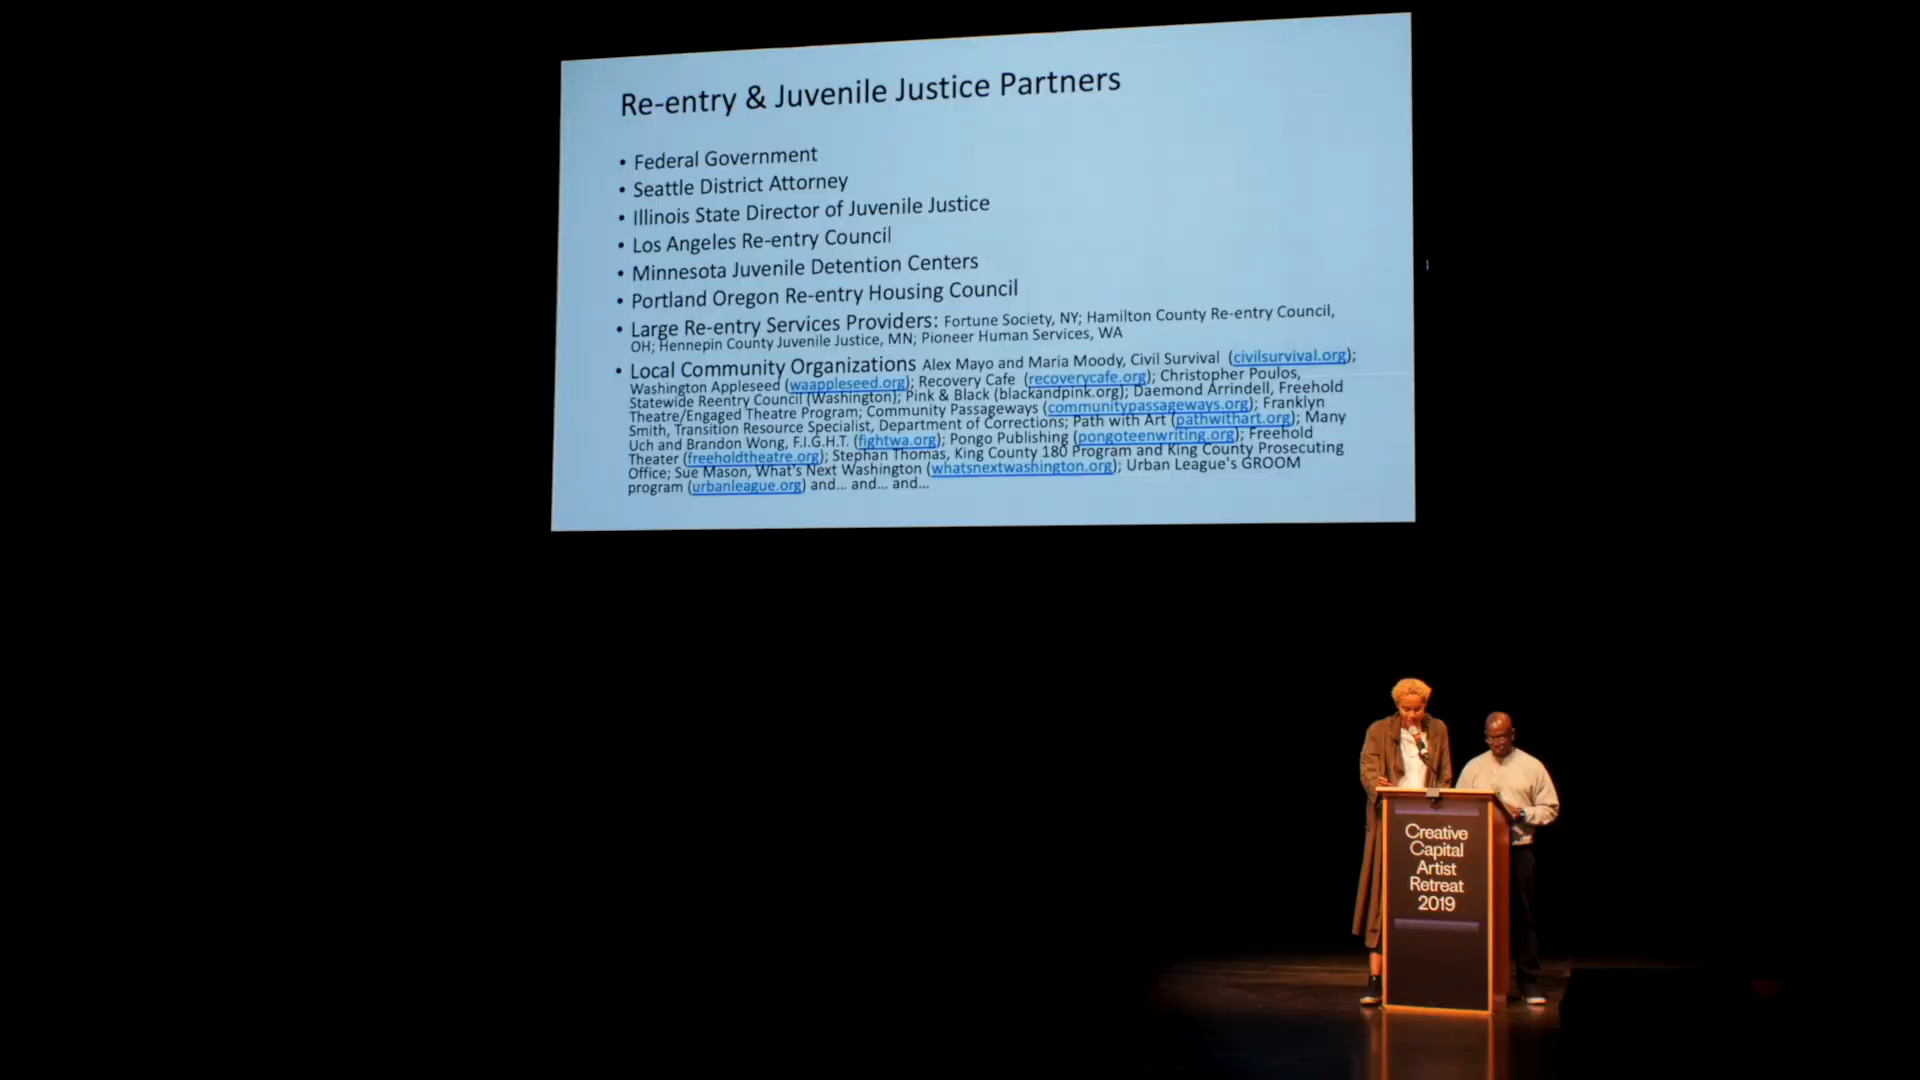 Re-entry & Juvenile Justice Partners
• Federal Government
• Seattle District Attorney
• Illinois State Director of Juvenile Justice
• Los Angeles Re-entry Council
• Minnesota Juvenile Detention Centers
• Portland Oregon Re-entry Housing Council
• Large Re-entry Services Providers: Fortune Society, NY; Hamilton County Re-entry Council,
OH; Hennepin County Juvenile Justice, MN; Pioneer Human Services, WA
• Local Community Organizations Alex Mayo and Maria Moody, Civil Survival (civilsurvival.org);
Washington Appleseed (waappleseed.org); Recovery Cafe (recoverycafe.org); Christopher Poulos,
Statewide Reentry Council (Washington); Pink & Black (blackandpink.org); Daemond Arrindell, Freehold
Theatre/Engaged Theatre Program; Community Passageways (communitypassageways.org); Franklyn
Smith, Transition Resource Specialist, Department of Corrections; Path with Art (pathwithart.org); Many
Uch and Brandon Wong, F.I.G.H.T. (fightwa.org); Pongo Publishing (pongoteenwriting.org); Freehold
Theater (freeholdtheatre.org); Stephan Thomas, King County 180 Program and King County Prosecuting
Office; Sue Mason, What's Next Washington (whatsnextwashington.org); Urban League's GROOM
program (urbanleague.org) and... and... and...
Creative
Capital
Artist
Retreat
2019